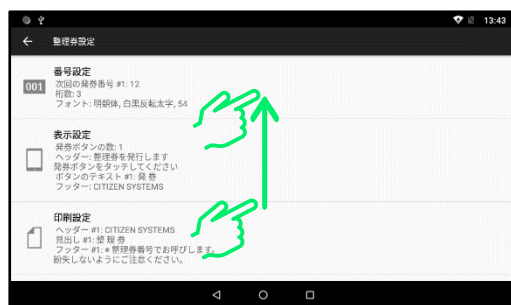 13:43
整理券設定
番号設定
001
次回の発券番号 #1: 12
桁数: 3
フォント: 明朝体, 白黒反転太字, 54
表示設定
発券ボタンの数: 1
ヘッダー: 整理券を発行します
発券ボタンをタッチしてください
ボタンのテキスト #1: 発 券
フッター: CITIZEN SYSTEMS
印刷設定
ヘッダー #1: CITIZEN SYSTEMS
見出し #1: 整 理 券
フッター #1: ※ 整理券番号でお呼びします。
紛失しないようにご注意ください。